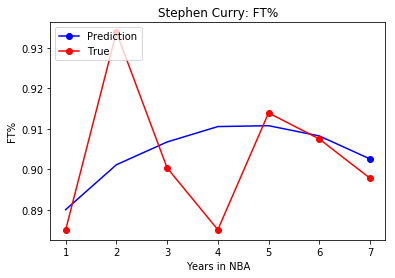 Stephen Curry: FT%
Prediction
True
0.93
0.92
0.91
0.90
0.89
FT%
1 2 3 4 5 6 7
Years in NBA